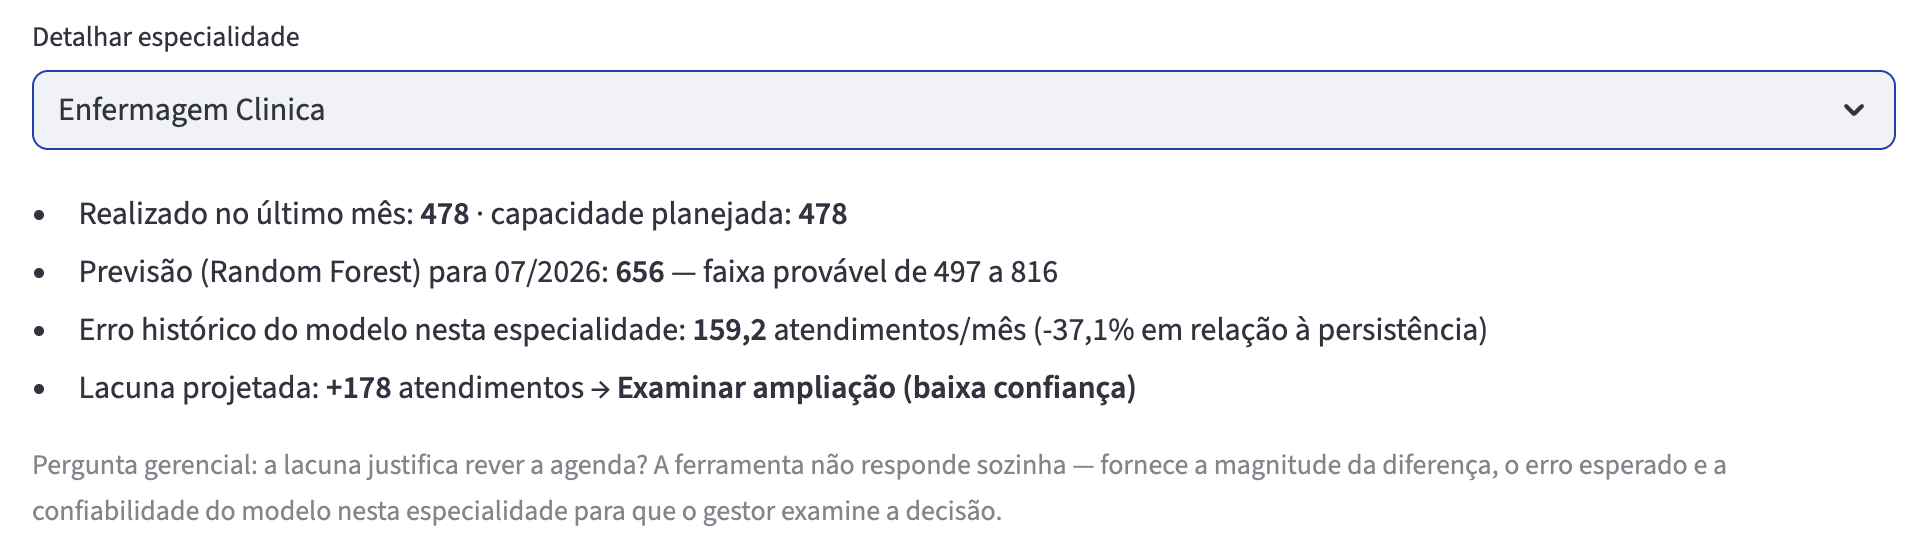 Detalhar especialidade
Enfermagem Clinica
• Realizado no último mês: 478 · capacidade planejada: 478
• Previsão (Random Forest) para 07/2026: 656 — faixa provável de 497 a 816
• Erro histórico do modelo nesta especialidade: 159,2 atendimentos/mês (-37,1% em relação à persistência)
• Lacuna projetada: +178 atendimentos → Examinar ampliação (baixa confiança)
Pergunta gerencial: a lacuna justifica rever a agenda? A ferramenta não responde sozinha — fornece a magnitude da diferença, o erro esperado e a
confiabilidade do modelo nesta especialidade para que o gestor examine a decisão.